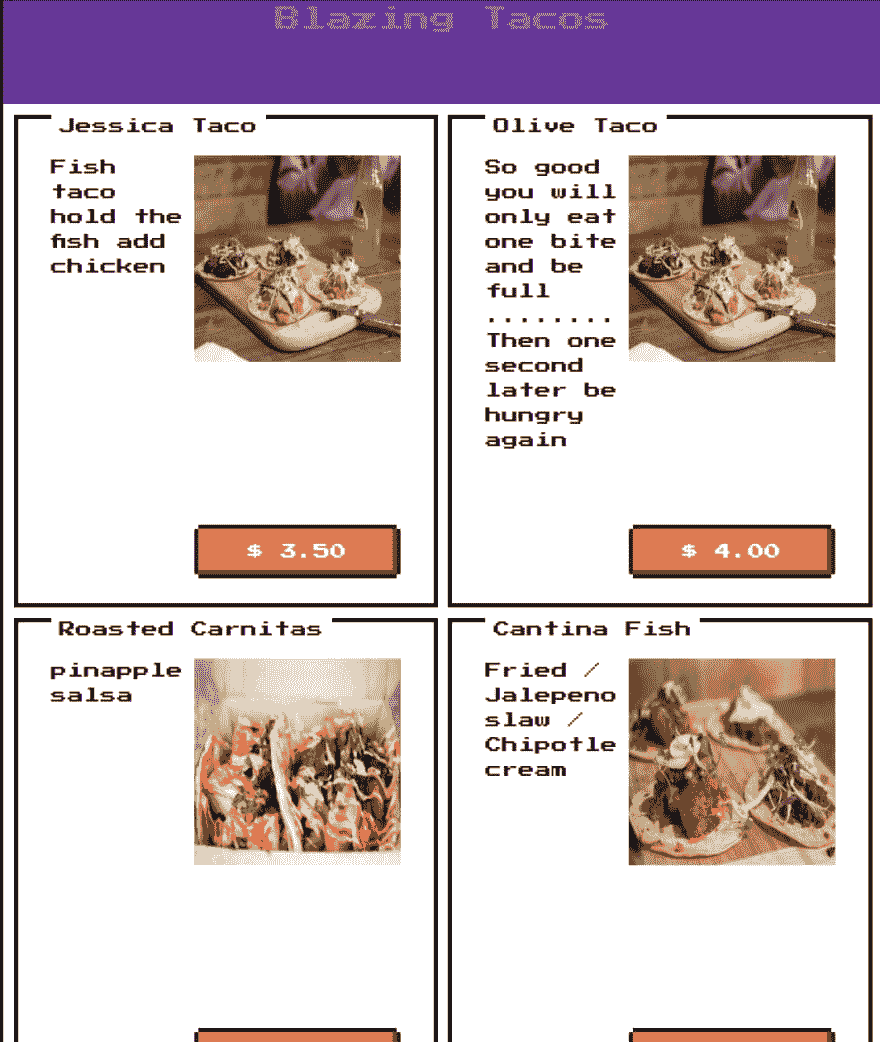 Blazing Tacos
Jessica Taco
Fish
taco
hold the
fish add
chicken
$ 3.50
Olive Taco
So good
you will
only eat
one bite
and be
full
........
Then one
second
later be
hungry
again
$ 4.00
Roasted Carnitas
pinapple
salsa
Cantina Fish
Fried /
Jalepeno
slaw /
Chipotle
cream